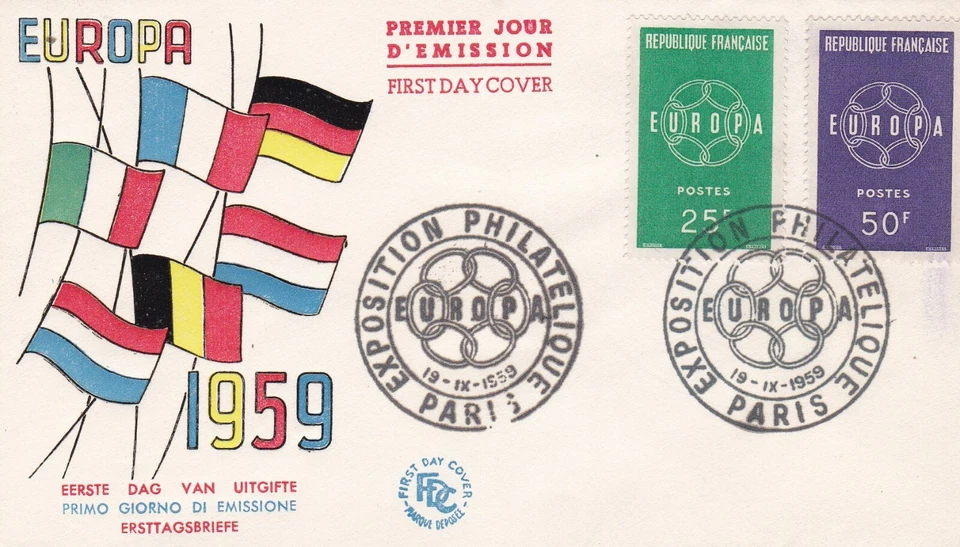 EUROPA
PREMIER JOUR
D'EMISSION
FIRST DAY COVER
REPUBLIQUE FRANÇAISE
EUROPA
POSTES
25F
REPUBLIQUE FRANÇAISE
EUROPA
POSTES
50F
EXPOSITION PHILATELIQUE
EUROPA
19-IX-1959
PARIS
EXPOSITION PHILATELIQUE
EUROPA
19-IX-1959
PARIS
1959
EERSTE DAG VAN UITGIFTE
PRIMO GIORNO DI EMISSIONE
ERSTTAGSBRIEFE
FIRST DAY COVER
FDC
MARQUE DEPOSEE